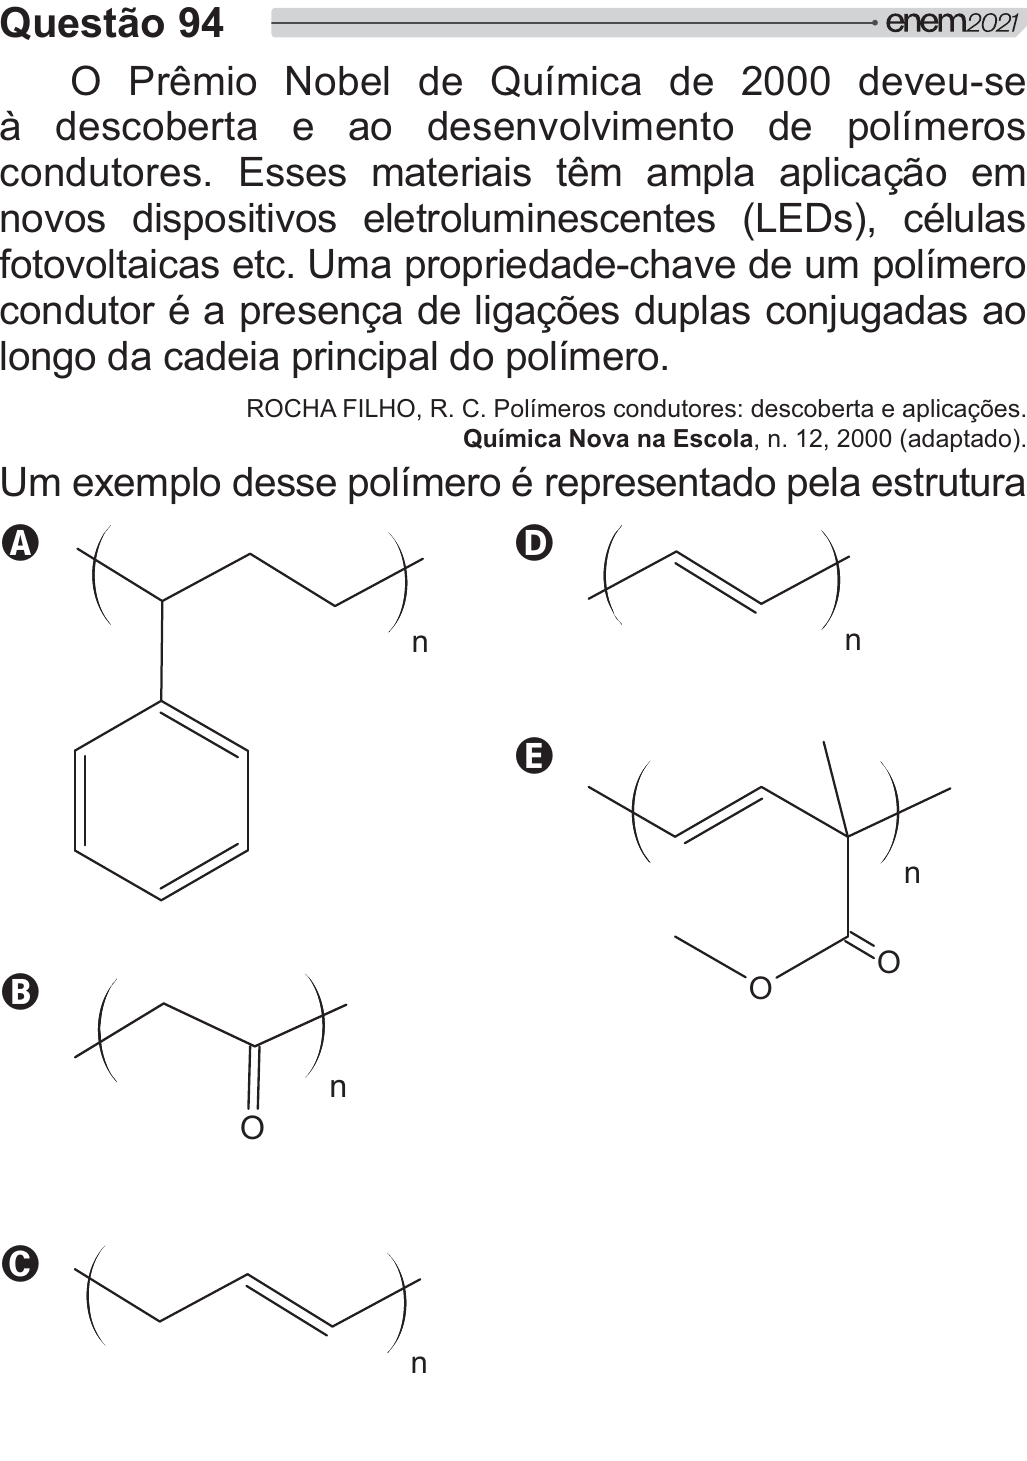 Questão 94
enem2021
O Prêmio Nobel de Química de 2000 deveu-se
à descoberta e ao desenvolvimento de polímeros
condutores. Esses materiais têm ampla aplicação em
novos dispositivos eletroluminescentes (LEDs), células
fotovoltaicas etc. Uma propriedade-chave de um polímero
condutor é a presença de ligações duplas conjugadas ao
longo da cadeia principal do polímero.
ROCHA FILHO, R. C. Polímeros condutores: descoberta e aplicações.
Química Nova na Escola, n. 12, 2000 (adaptado).
Um exemplo desse polímero é representado pela estrutura
A
n
B
n
O
C
n
D
n
E
n
O
O